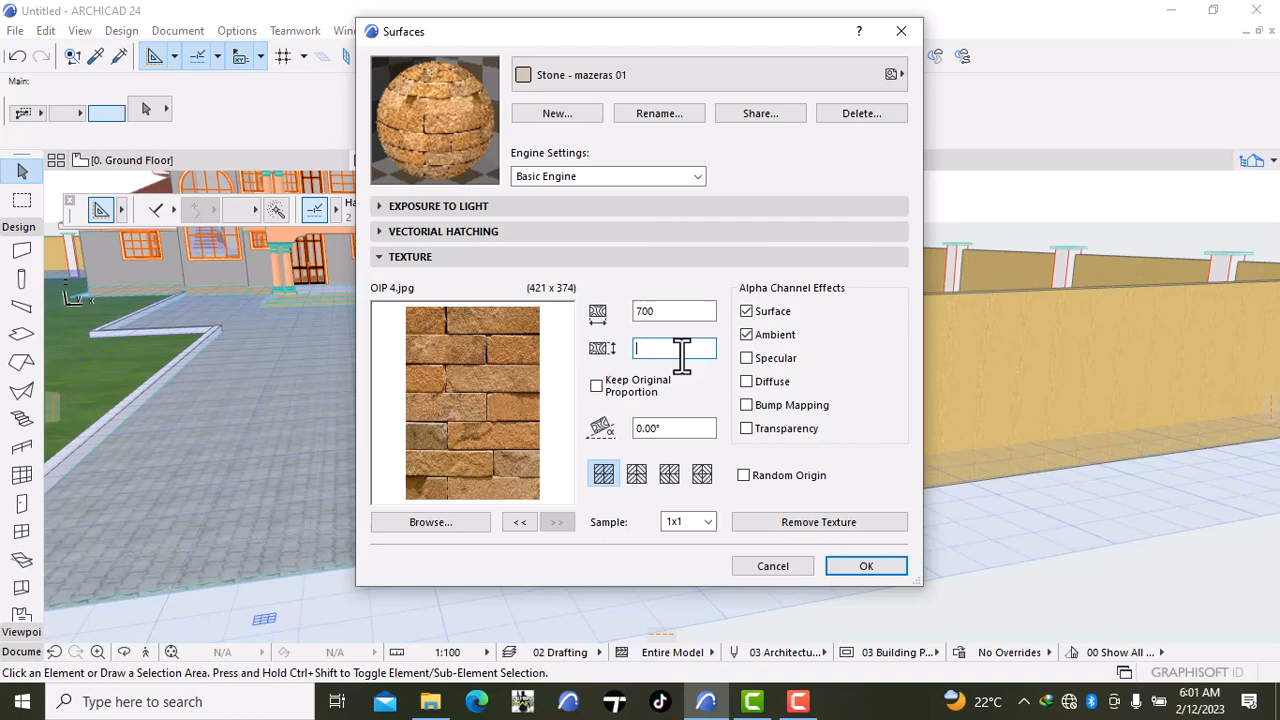 Untitled - ARCHICAD 24
File Edit View Design Document Options Teamwork
Main:
[0. Ground Floor]
Design
Surfaces
?
Stone - mazeras 01
New... Rename... Share... Delete...
Engine Settings:
Basic Engine
EXPOSURE TO LIGHT
VECTORIAL HATCHING
TEXTURE
OIP 4.jpg (421 x 374) Alpha Channel Effects
700 Surface
Ambient
Specular
Keep Original
Proportion
Diffuse
Bump Mapping
0.00° Transparency
Random Origin
Browse... << >> Sample: 1x1 Remove Texture
Cancel OK
Viewpoi
Docume N/A N/A 1:100 02 Drafting Entire Model 03 Architectu... 03 Building P... No Overrides 00 Show All ...
Click an Element or Draw a Selection Area. Press and Hold Ctrl+Shift to Toggle Element/Sub-Element Selection. GRAPHISOFT ID
Type here to search 22°C 6:01 AM
2/12/2023